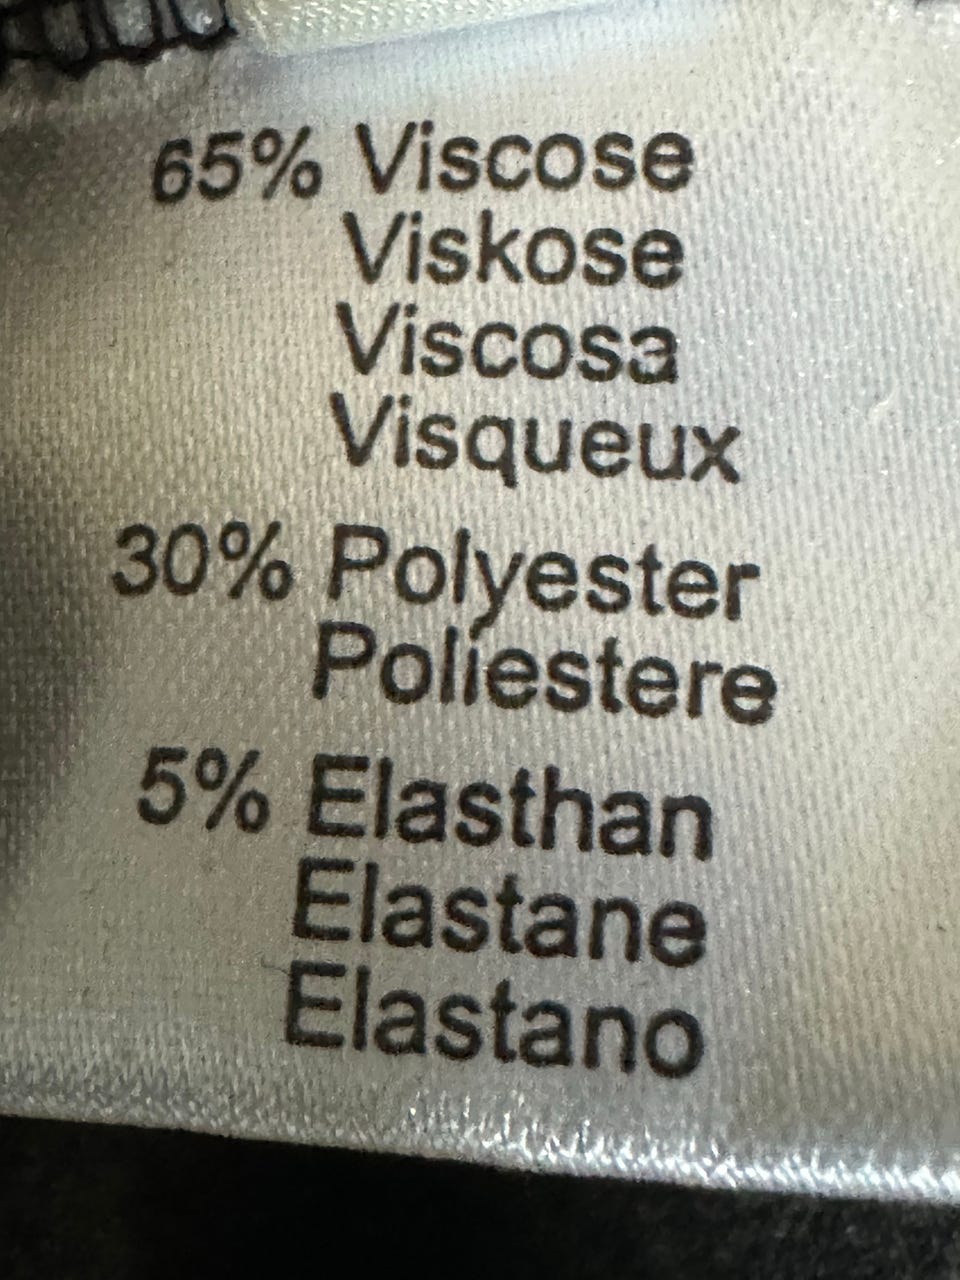 65% Viscose
Viskose
Viscosa
Visqueux
30% Polyester
Poliestere
5% Elasthan
Elastane
Elastano